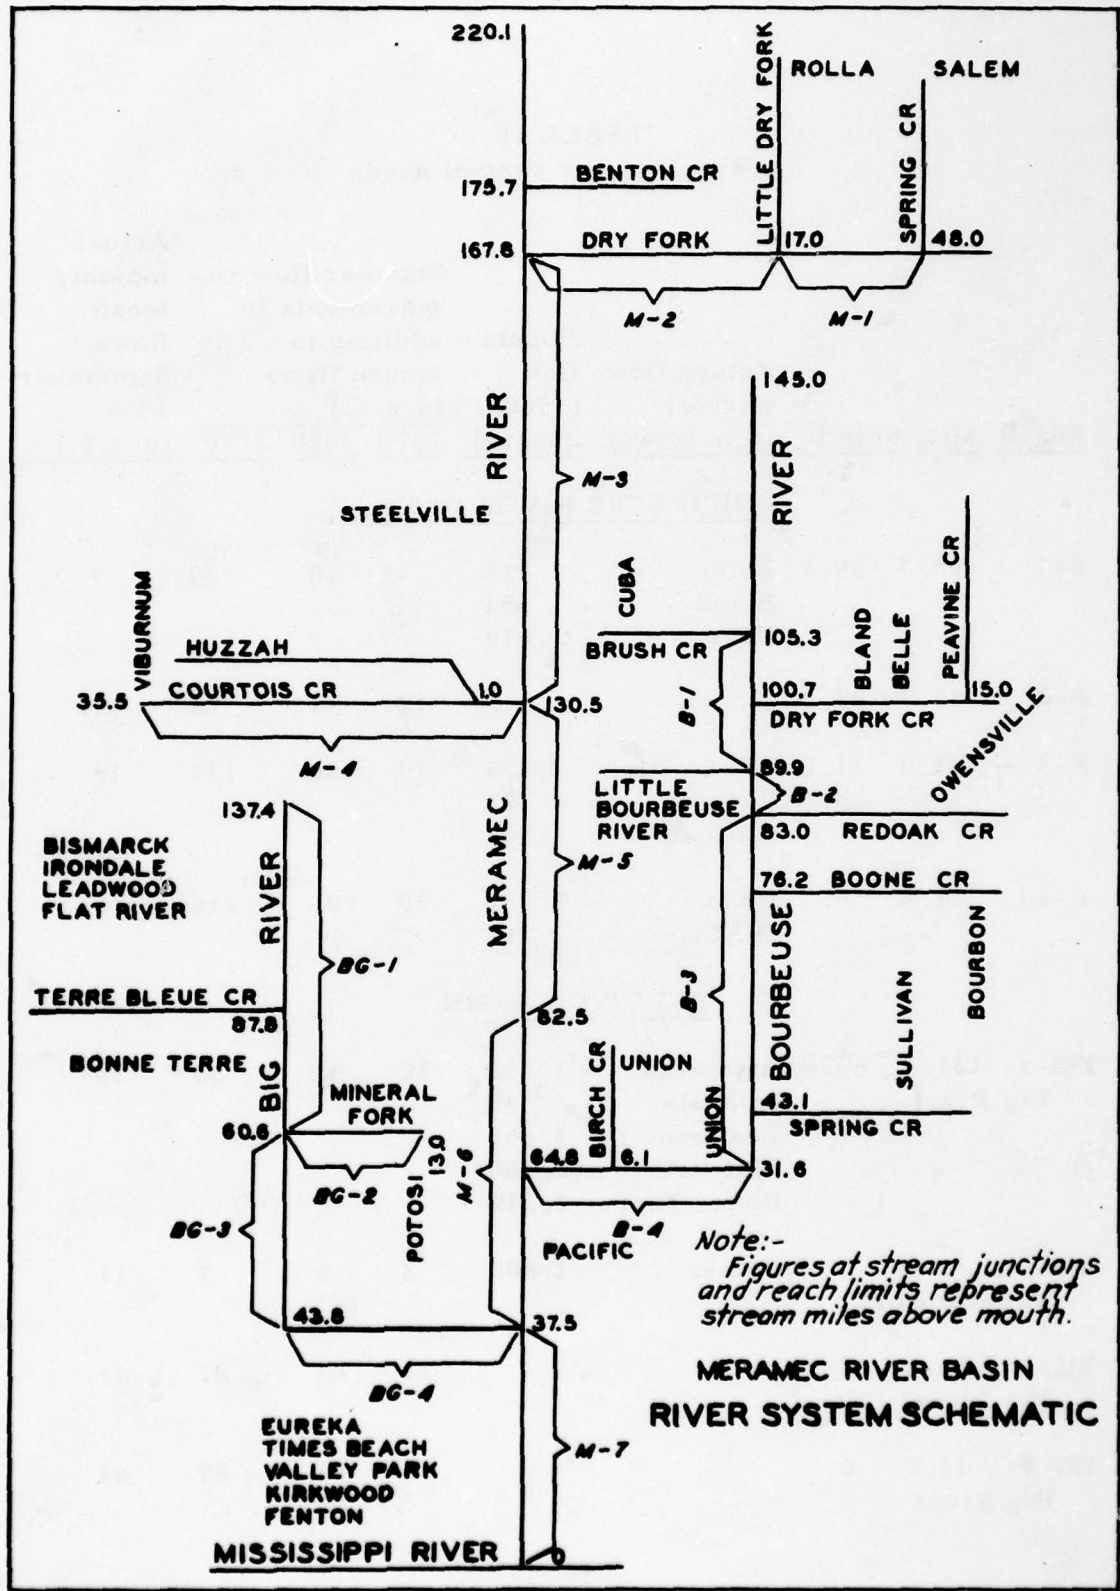 220.1
LITTLE DRY FORK
ROLLA
SALEM
SPRING CR
175.7
BENTON CR
167.8
DRY FORK
17.0
48.0
M-2
M-1
145.0
RIVER
M-3
RIVER
STEELVILLE
CUBA
BLAND
BELLE
PEAVINE CR
BRUSH CR
105.3
VIBURNUM
HUZZAH
35.5
COURTOIS CR
1.0
130.5
B-1
100.7
15.0
DRY FORK CR
M-4
OWENSVILLE
89.9
B-2
LITTLE
BOURBEUSE
RIVER
83.0
REDOAK CR
137.4
MERAMEC
BISMARCK
IRONDALE
LEADWOOD
FLAT RIVER
RIVER
M-5
76.2
BOONE CR
BOURBEUSE
BOURBON
SULLIVAN
BG-1
B-3
TERRE BLEUE CR
87.8
82.5
BONNE TERRE
BIG
BIRCH CR
UNION
UNION
MINERAL
FORK
60.6
13.0
43.1
SPRING CR
BG-2
POTOSI
M-6
64.8
6.1
31.6
B-4
BG-3
PACIFIC
Note:-
Figures at stream junctions
and reach limits represent
stream miles above mouth.
43.8
37.5
BG-4
MERAMEC RIVER BASIN
RIVER SYSTEM SCHEMATIC
EUREKA
TIMES BEACH
VALLEY PARK
KIRKWOOD
FENTON
M-7
MISSISSIPPI RIVER
0